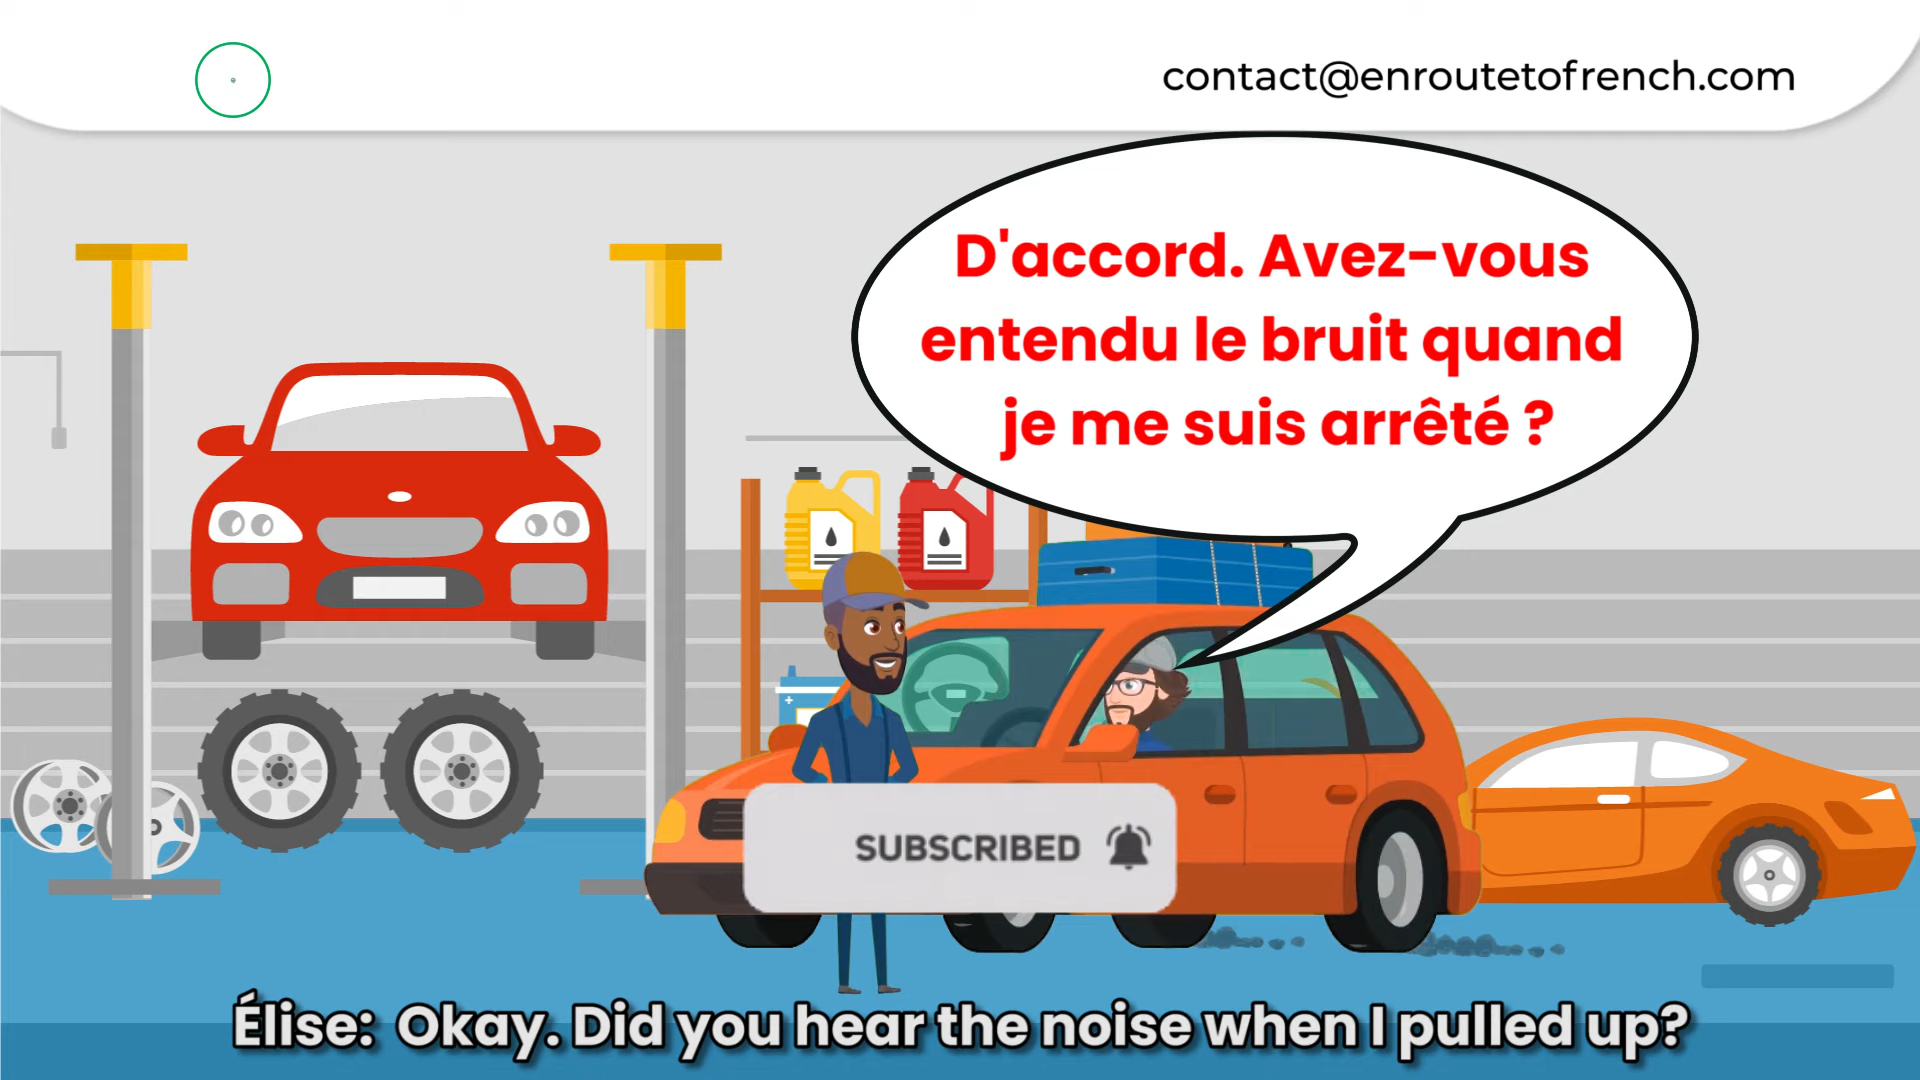 contact@enroutetofrench.com
D'accord. Avez-vous
entendu le bruit quand
je me suis arrêté ?
SUBSCRIBED
Élise: Okay. Did you hear the noise when I pulled up?